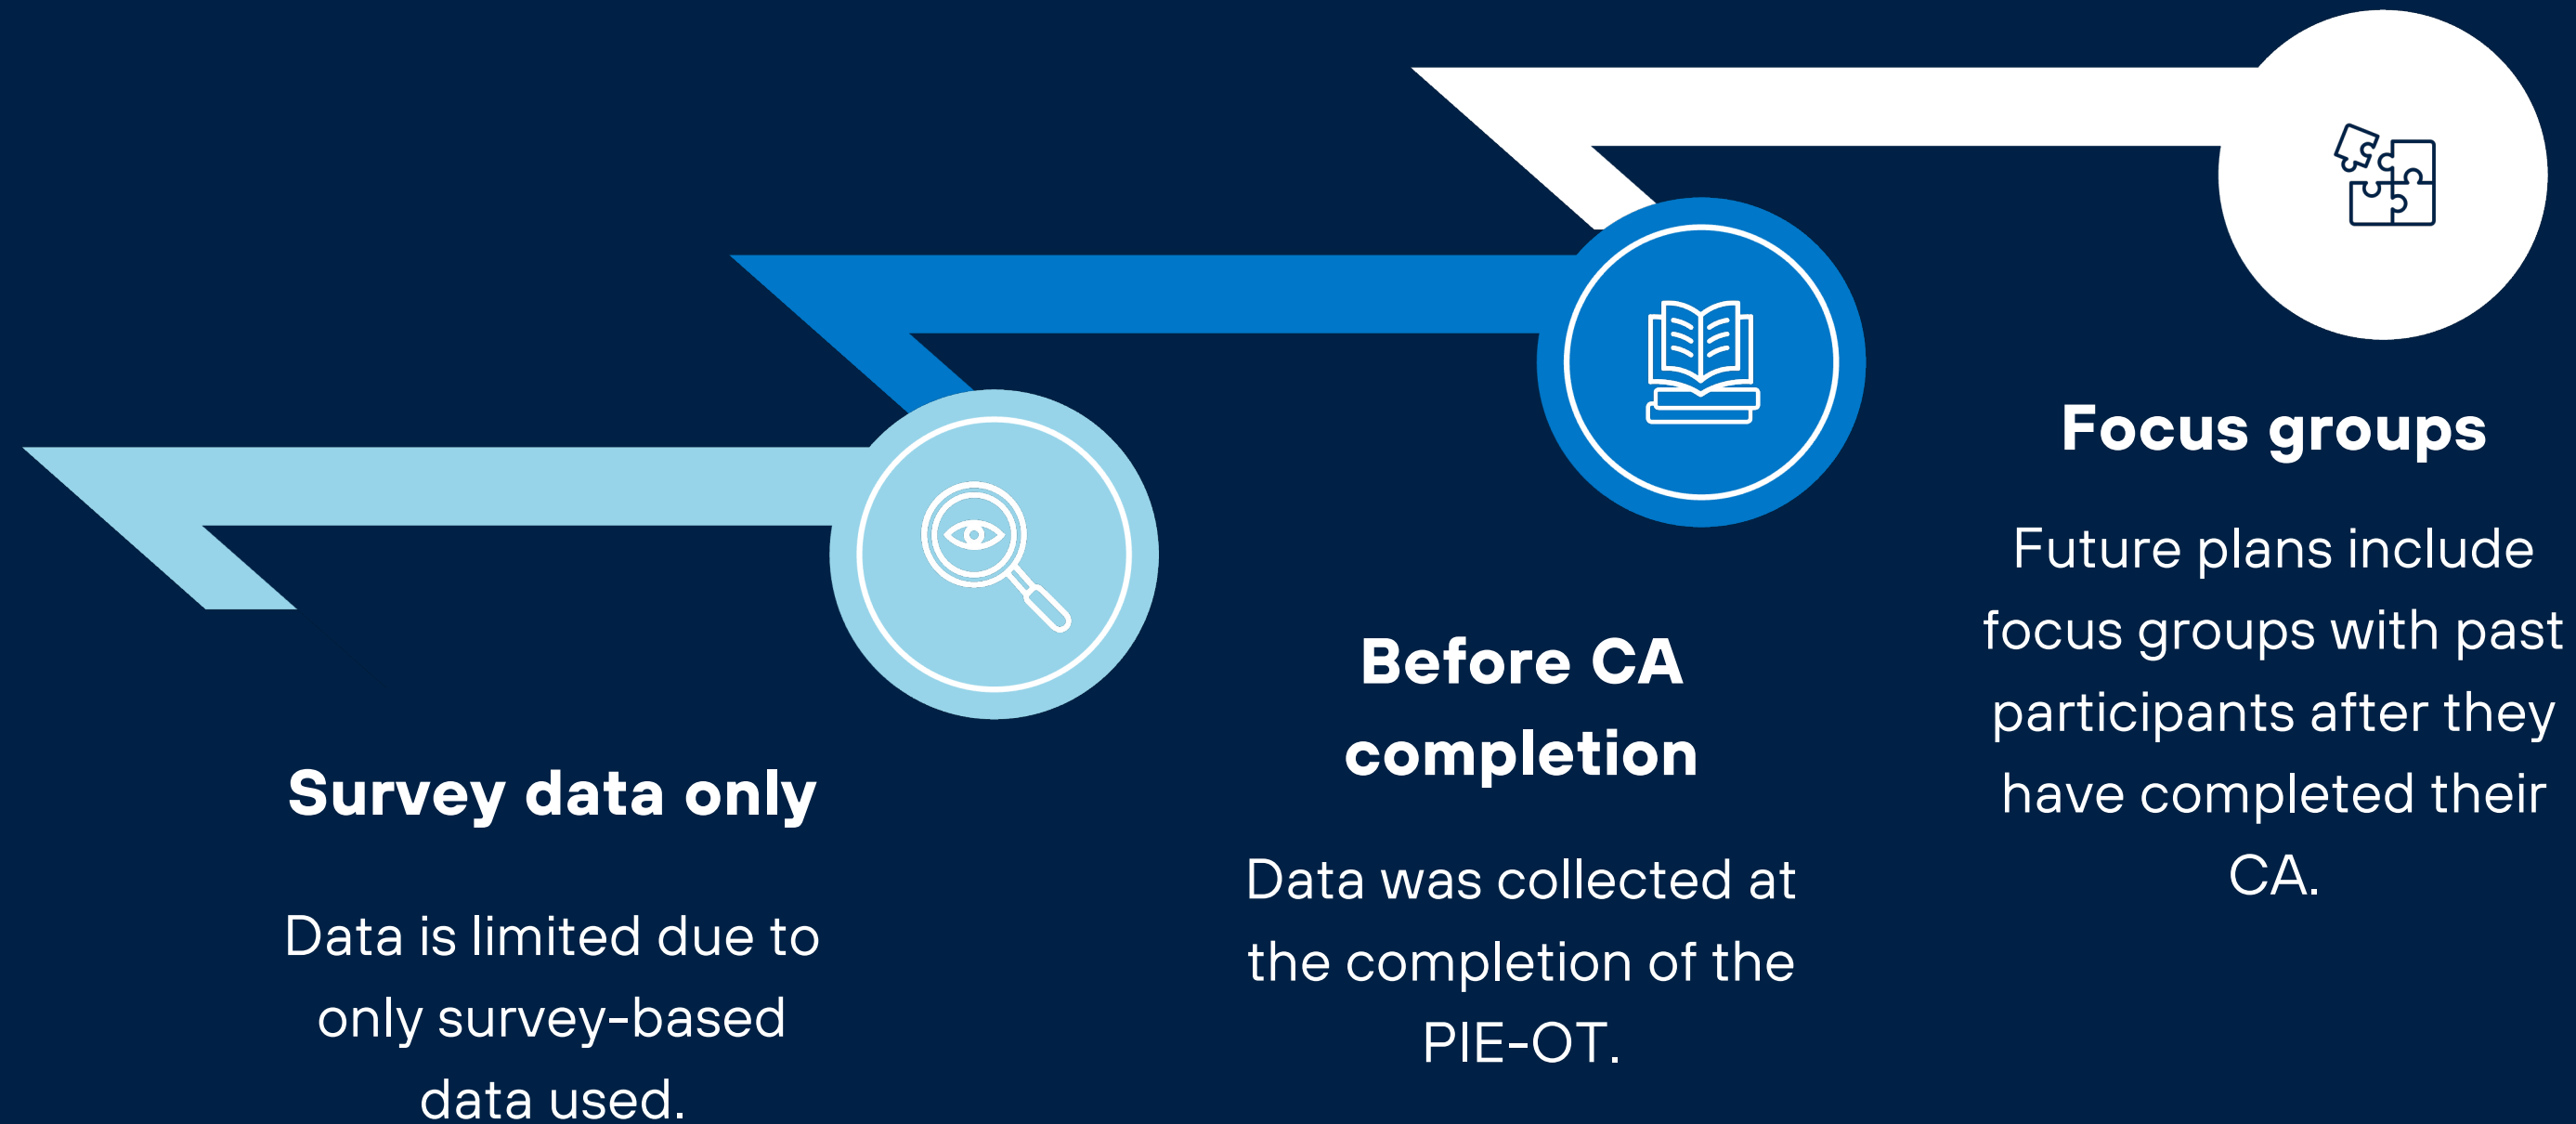 Survey data only
Data is limited due to
only survey-based
data used.
Before CA
completion
Data was collected at
the completion of the
PIE-OT.
Focus groups
Future plans include
focus groups with past
participants after they
have completed their
CA.